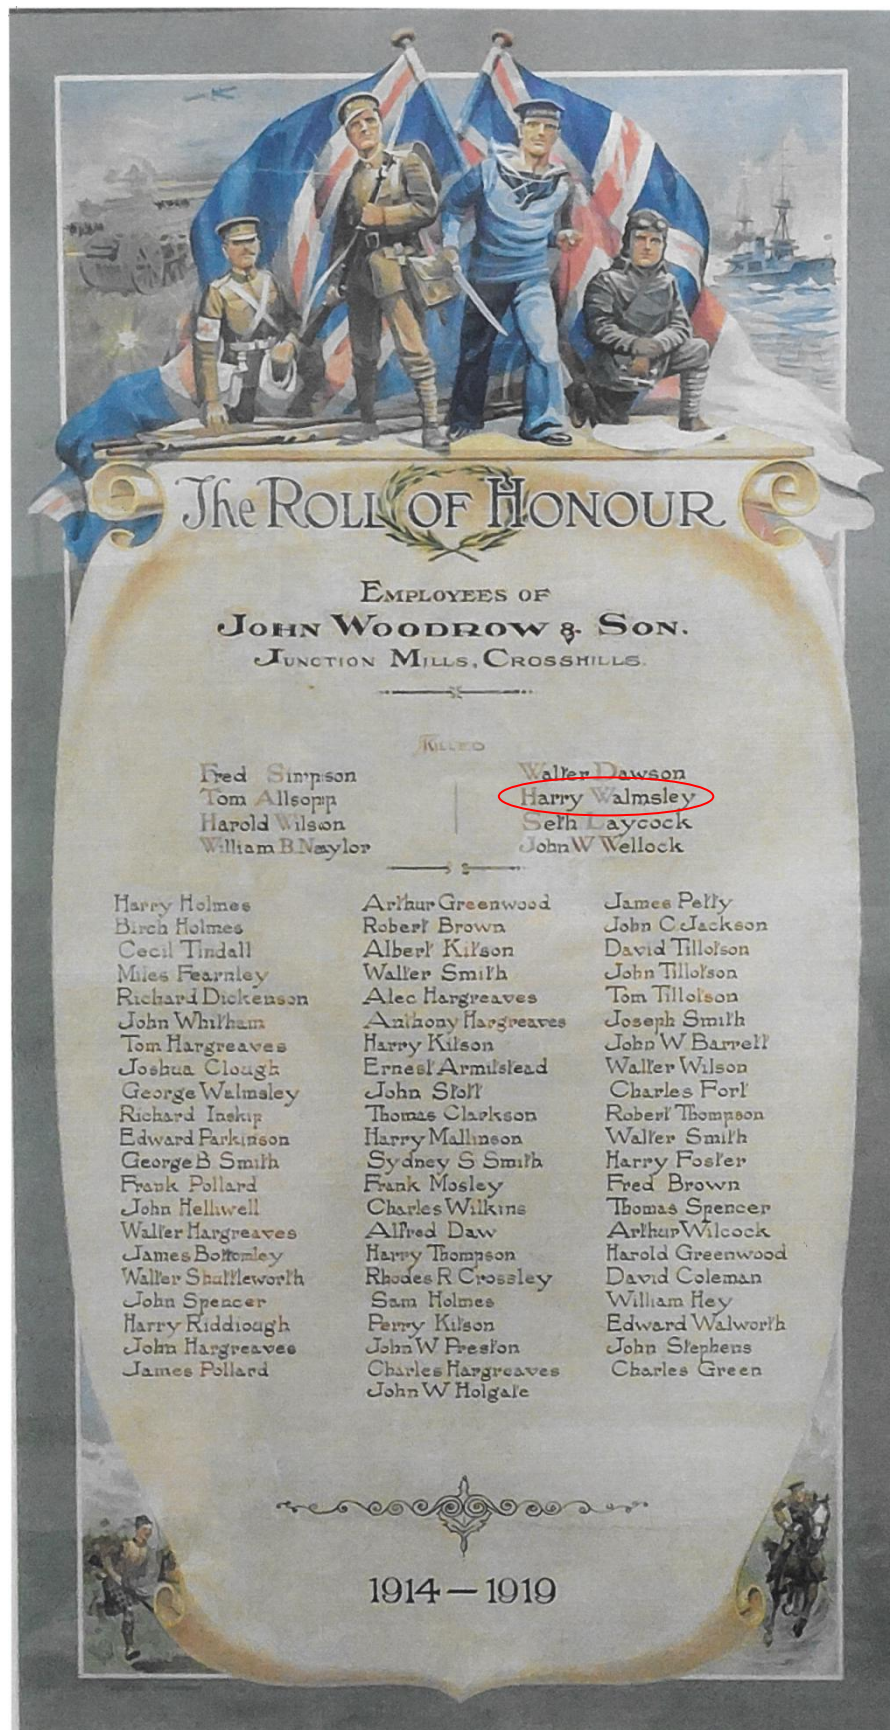 The ROLL OF HONOUR
EMPLOYEES OF
JOHN WOODROW & SON.
JUNCTION MILLS, CROSSHILLS.
KILLED
Fred Simpson
Tom Allsopp
Harold Wilson
William B Naylor
Walter Dawson
Harry Walmsley
Seth Laycock
John W Wellock
Harry Holmes
Birch Holmes
Cecil Tindall
Miles Fearnley
Richard Dickenson
John Whitham
Tom Hargreaves
Joshua Clough
George Walmsley
Richard Inskip
Edward Parkinson
George B Smith
Frank Pollard
John Helliwell
Walter Hargreaves
James Bottomley
Walter Shuttleworth
John Spencer
Harry Riddiough
John Hargreaves
James Pollard
Arthur Greenwood
Robert Brown
Albert Kitson
Walter Smith
Alec Hargreaves
Anthony Hargreaves
Harry Kitson
Ernest Armitstead
John Stott
Thomas Clarkson
Harry Mallinson
Sydney S Smith
Frank Mosley
Charles Wilkins
Alfred Daw
Harry Thompson
Rhodes R Crossley
Sam Holmes
Perry Kitson
John W Preston
Charles Hargreaves
John W Holgate
James Petty
John C Jackson
David Tillotson
John Tillotson
Tom Tillotson
Joseph Smith
John W Barrett
Walter Wilson
Charles Fort
Robert Thompson
Walter Smith
Harry Foster
Fred Brown
Thomas Spencer
Arthur Wilcock
Harold Greenwood
David Coleman
William Hey
Edward Walworth
John Stephens
Charles Green
1914 — 1919